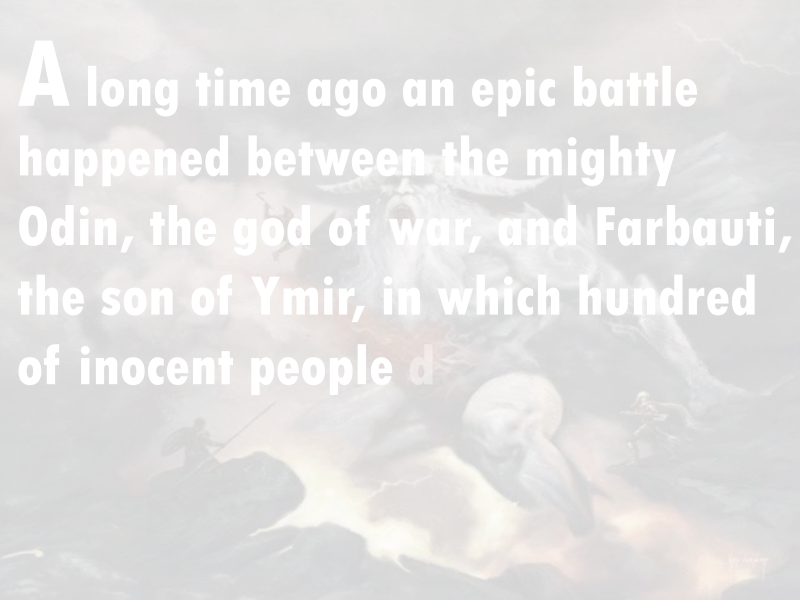 A long time ago an epic battle
happened between the mighty
Odin, the god of war, and Farbauti,
the son of Ymir, in which hundred
of inocent people d